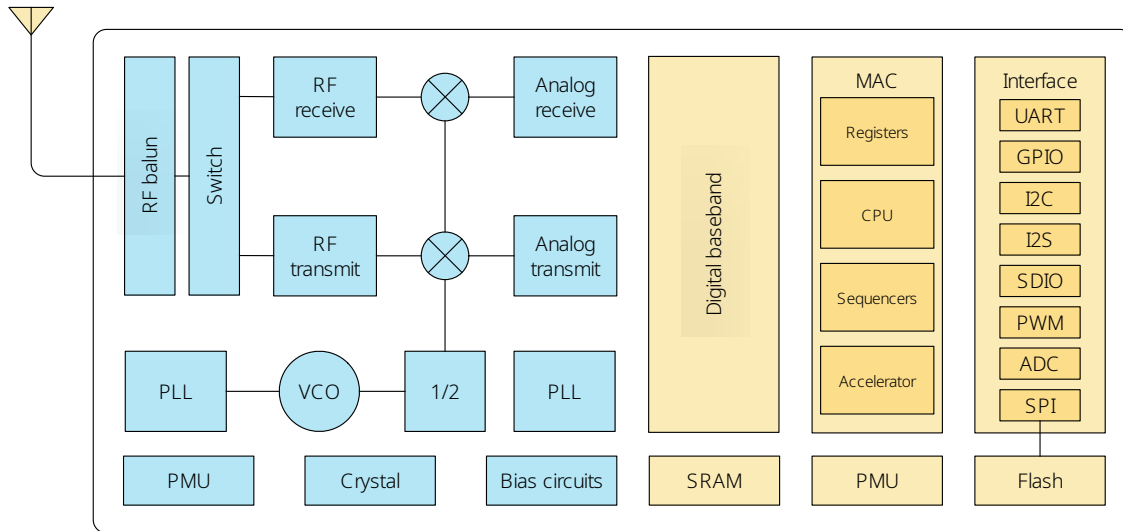 RF balun
Switch
RF
receive
RF
transmit
Analog
receive
Analog
transmit
PLL
VCO
1/2
PLL
PMU
Crystal
Bias circuits
Digital baseband
SRAM
MAC
Registers
CPU
Sequencers
Accelerator
PMU
Interface
UART
GPIO
I2C
I2S
SDIO
PWM
ADC
SPI
Flash